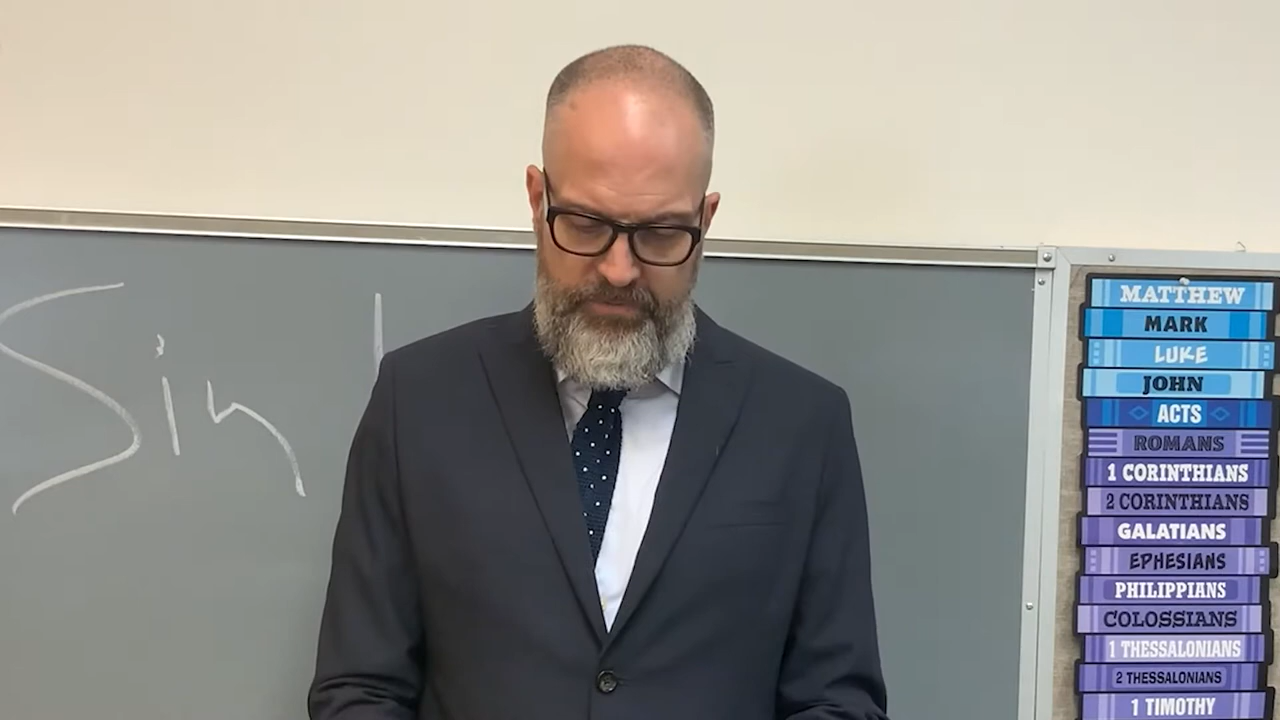 Sin
MATTHEW
MARK
LUKE
JOHN
ACTS
ROMANS
1 CORINTHIANS
2 CORINTHIANS
GALATIANS
EPHESIANS
PHILIPPIANS
COLOSSIANS
1 THESSALONIANS
2 THESSALONIANS
1 TIMOTHY